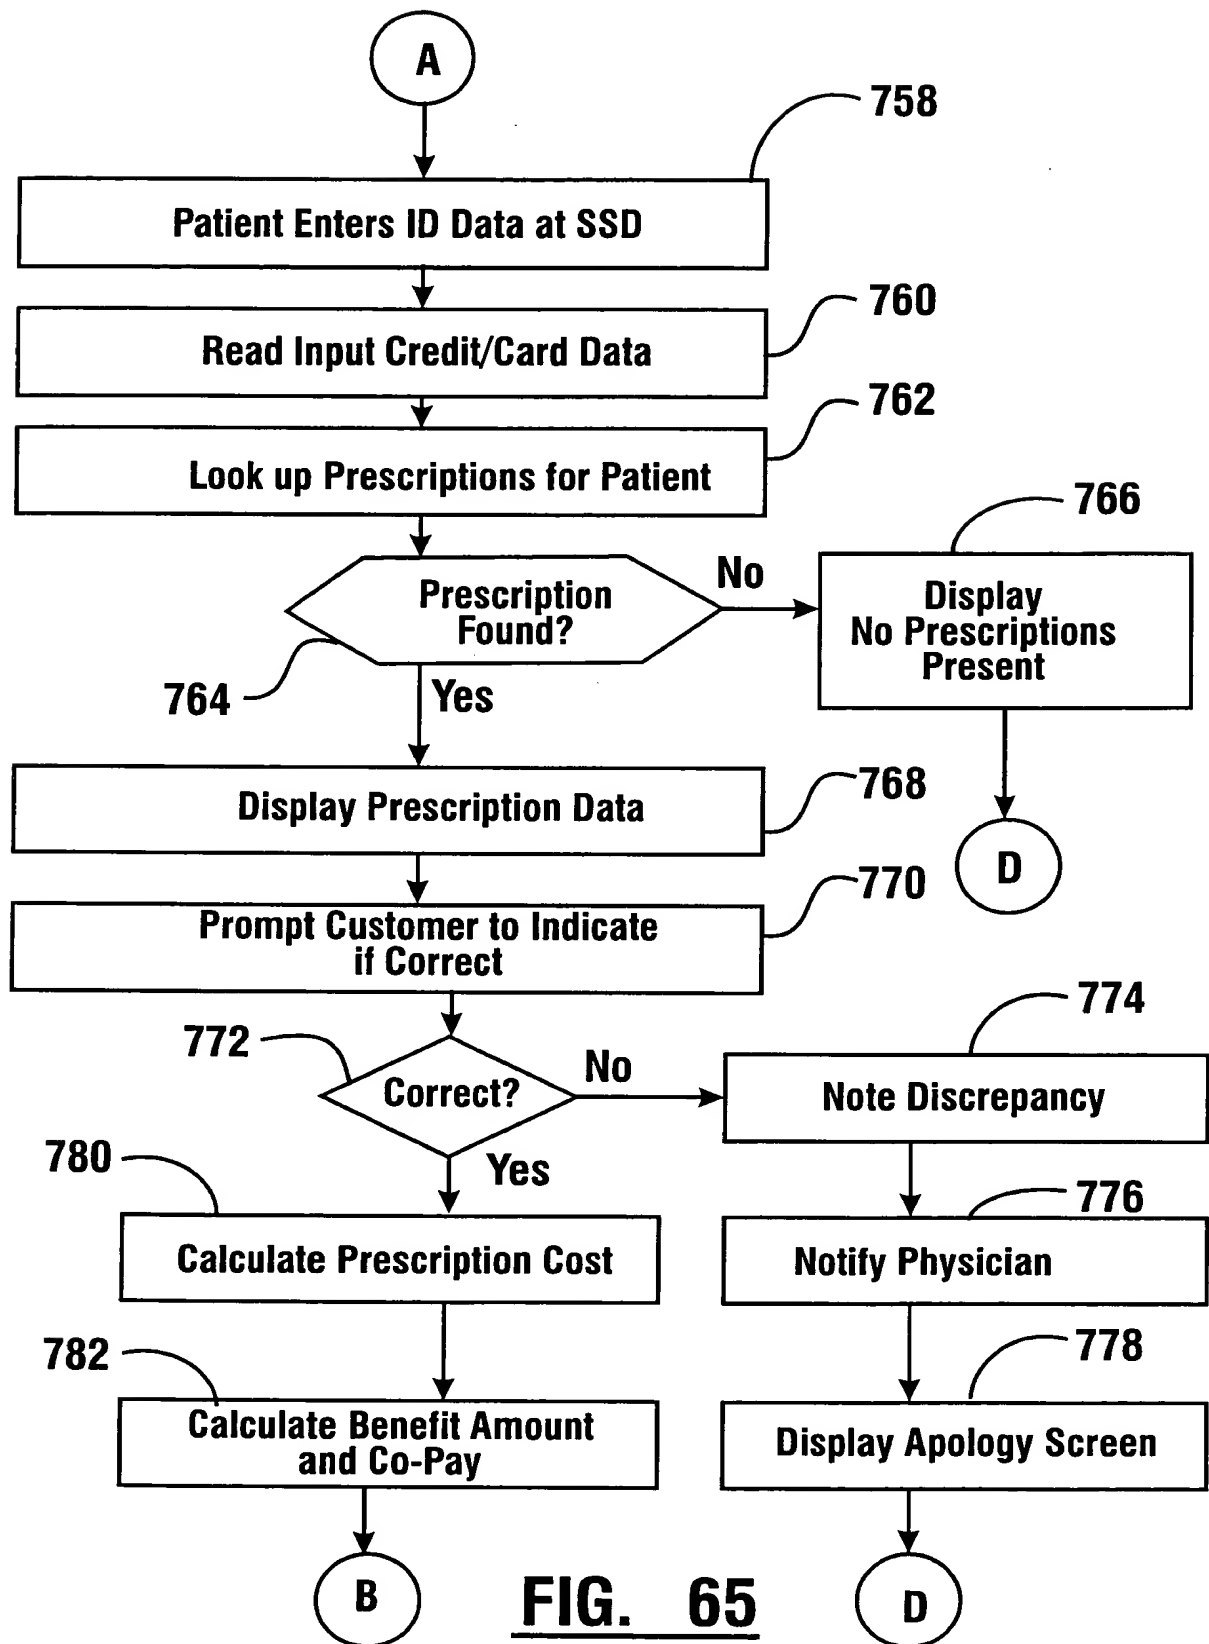 A
758
Patient Enters ID Data at SSD
760
Read Input Credit/Card Data
762
Look up Prescriptions for Patient
766
Prescription
Found?
No
Display
No Prescriptions
Present
764
Yes
768
Display Prescription Data
D
770
Prompt Customer to Indicate
if Correct
774
772
Correct?
No
Note Discrepancy
780
Yes
776
Calculate Prescription Cost
Notify Physician
782
778
Calculate Benefit Amount
and Co-Pay
Display Apology Screen
B
D
FIG. 65